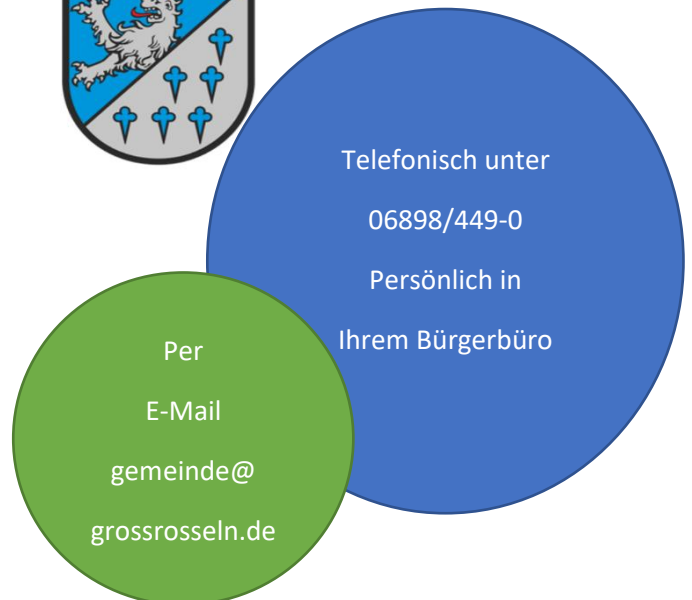 Telefonisch unter
06898/449-0
Persönlich in
Ihrem Bürgerbüro
Per
E-Mail
gemeinde@
grossrosseln.de